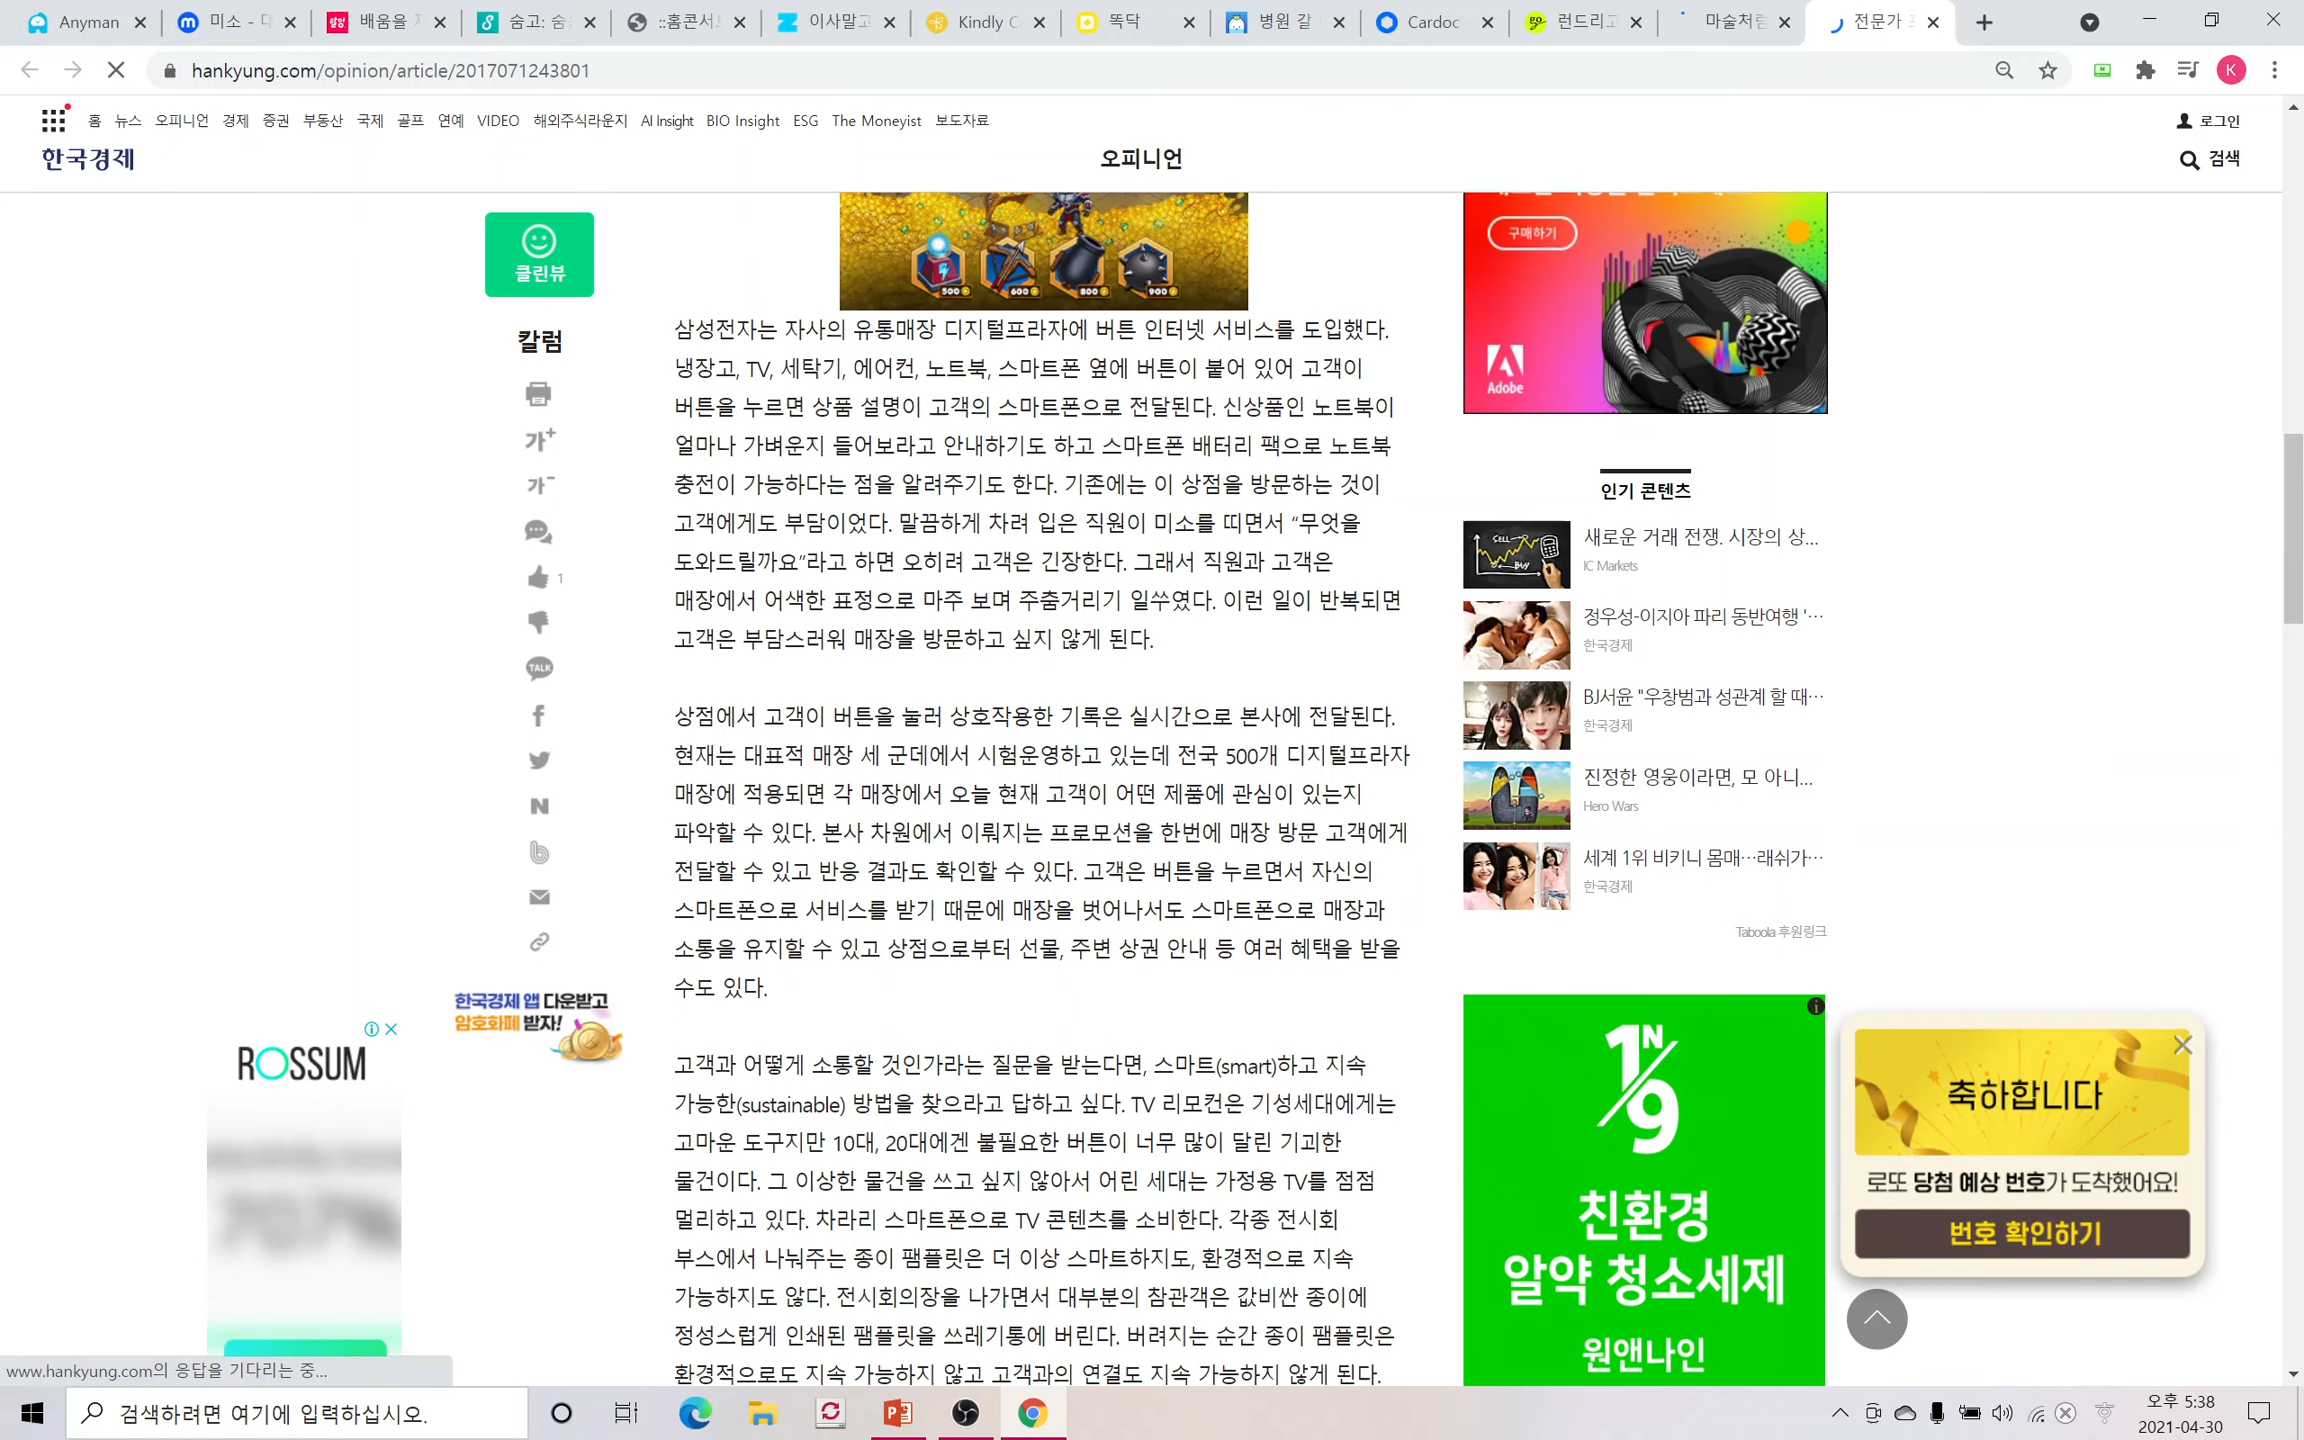 Anyman
미소 - 대
배움을 지
숨고: 숨
::홈콘서트
이사말고
Kindly C
똑닥
병원 갈
Cardoc
런드리고
마술처럼
전문가
hankyung.com/opinion/article/2017071243801
K
홈 뉴스 오피니언 경제 증권 부동산 국제 골프 연예 VIDEO 해외주식라운지 AI Insight BIO Insight ESG The Moneyist 보도자료
로그인
한국경제
오피니언
검색
클린뷰
500 600 800 900
구매하기
Adobe
칼럼
가+
가-
1
TALK
삼성전자는 자사의 유통매장 디지털프라자에 버튼 인터넷 서비스를 도입했다.
냉장고, TV, 세탁기, 에어컨, 노트북, 스마트폰 옆에 버튼이 붙어 있어 고객이
버튼을 누르면 상품 설명이 고객의 스마트폰으로 전달된다. 신상품인 노트북이
얼마나 가벼운지 들어보라고 안내하기도 하고 스마트폰 배터리 팩으로 노트북
충전이 가능하다는 점을 알려주기도 한다. 기존에는 이 상점을 방문하는 것이
고객에게도 부담이었다. 말끔하게 차려 입은 직원이 미소를 띠면서 “무엇을
도와드릴까요”라고 하면 오히려 고객은 긴장한다. 그래서 직원과 고객은
매장에서 어색한 표정으로 마주 보며 주춤거리기 일쑤였다. 이런 일이 반복되면
고객은 부담스러워 매장을 방문하고 싶지 않게 된다.
상점에서 고객이 버튼을 눌러 상호작용한 기록은 실시간으로 본사에 전달된다.
현재는 대표적 매장 세 군데에서 시험운영하고 있는데 전국 500개 디지털프라자
매장에 적용되면 각 매장에서 오늘 현재 고객이 어떤 제품에 관심이 있는지
파악할 수 있다. 본사 차원에서 이뤄지는 프로모션을 한번에 매장 방문 고객에게
전달할 수 있고 반응 결과도 확인할 수 있다. 고객은 버튼을 누르면서 자신의
스마트폰으로 서비스를 받기 때문에 매장을 벗어나서도 스마트폰으로 매장과
소통을 유지할 수 있고 상점으로부터 선물, 주변 상권 안내 등 여러 혜택을 받을
수도 있다.
고객과 어떻게 소통할 것인가라는 질문을 받는다면, 스마트(smart)하고 지속
가능한(sustainable) 방법을 찾으라고 답하고 싶다. TV 리모컨은 기성세대에게는
고마운 도구지만 10대, 20대에겐 불필요한 버튼이 너무 많이 달린 기괴한
물건이다. 그 이상한 물건을 쓰고 싶지 않아서 어린 세대는 가정용 TV를 점점
멀리하고 있다. 차라리 스마트폰으로 TV 콘텐츠를 소비한다. 각종 전시회
부스에서 나눠주는 종이 팸플릿은 더 이상 스마트하지도, 환경적으로 지속
가능하지도 않다. 전시회의장을 나가면서 대부분의 참관객은 값비싼 종이에
정성스럽게 인쇄된 팸플릿을 쓰레기통에 버린다. 버려지는 순간 종이 팸플릿은
환경적으로도 지속 가능하지 않고 고객과의 연결도 지속 가능하지 않게 된다.
인기 콘텐츠
SELL
BUY
새로운 거래 전쟁. 시장의 상...
IC Markets
정우성-이지아 파리 동반여행 '…
한국경제
BJ서윤 "우창범과 성관계 할 때…
한국경제
진정한 영웅이라면, 모 아니...
Hero Wars
세계 1위 비키니 몸매…래쉬가…
한국경제
Taboola 후원링크
한국경제 앱 다운받고
암호화폐 받자!
ROSSUM
1N/9
친환경
알약 청소세제
원앤나인
축하합니다
로또 당첨 예상 번호가 도착했어요!
번호 확인하기
www.hankyung.com의 응답을 기다리는 중...
검색하려면 여기에 입력하십시오.
오후 5:38
2021-04-30